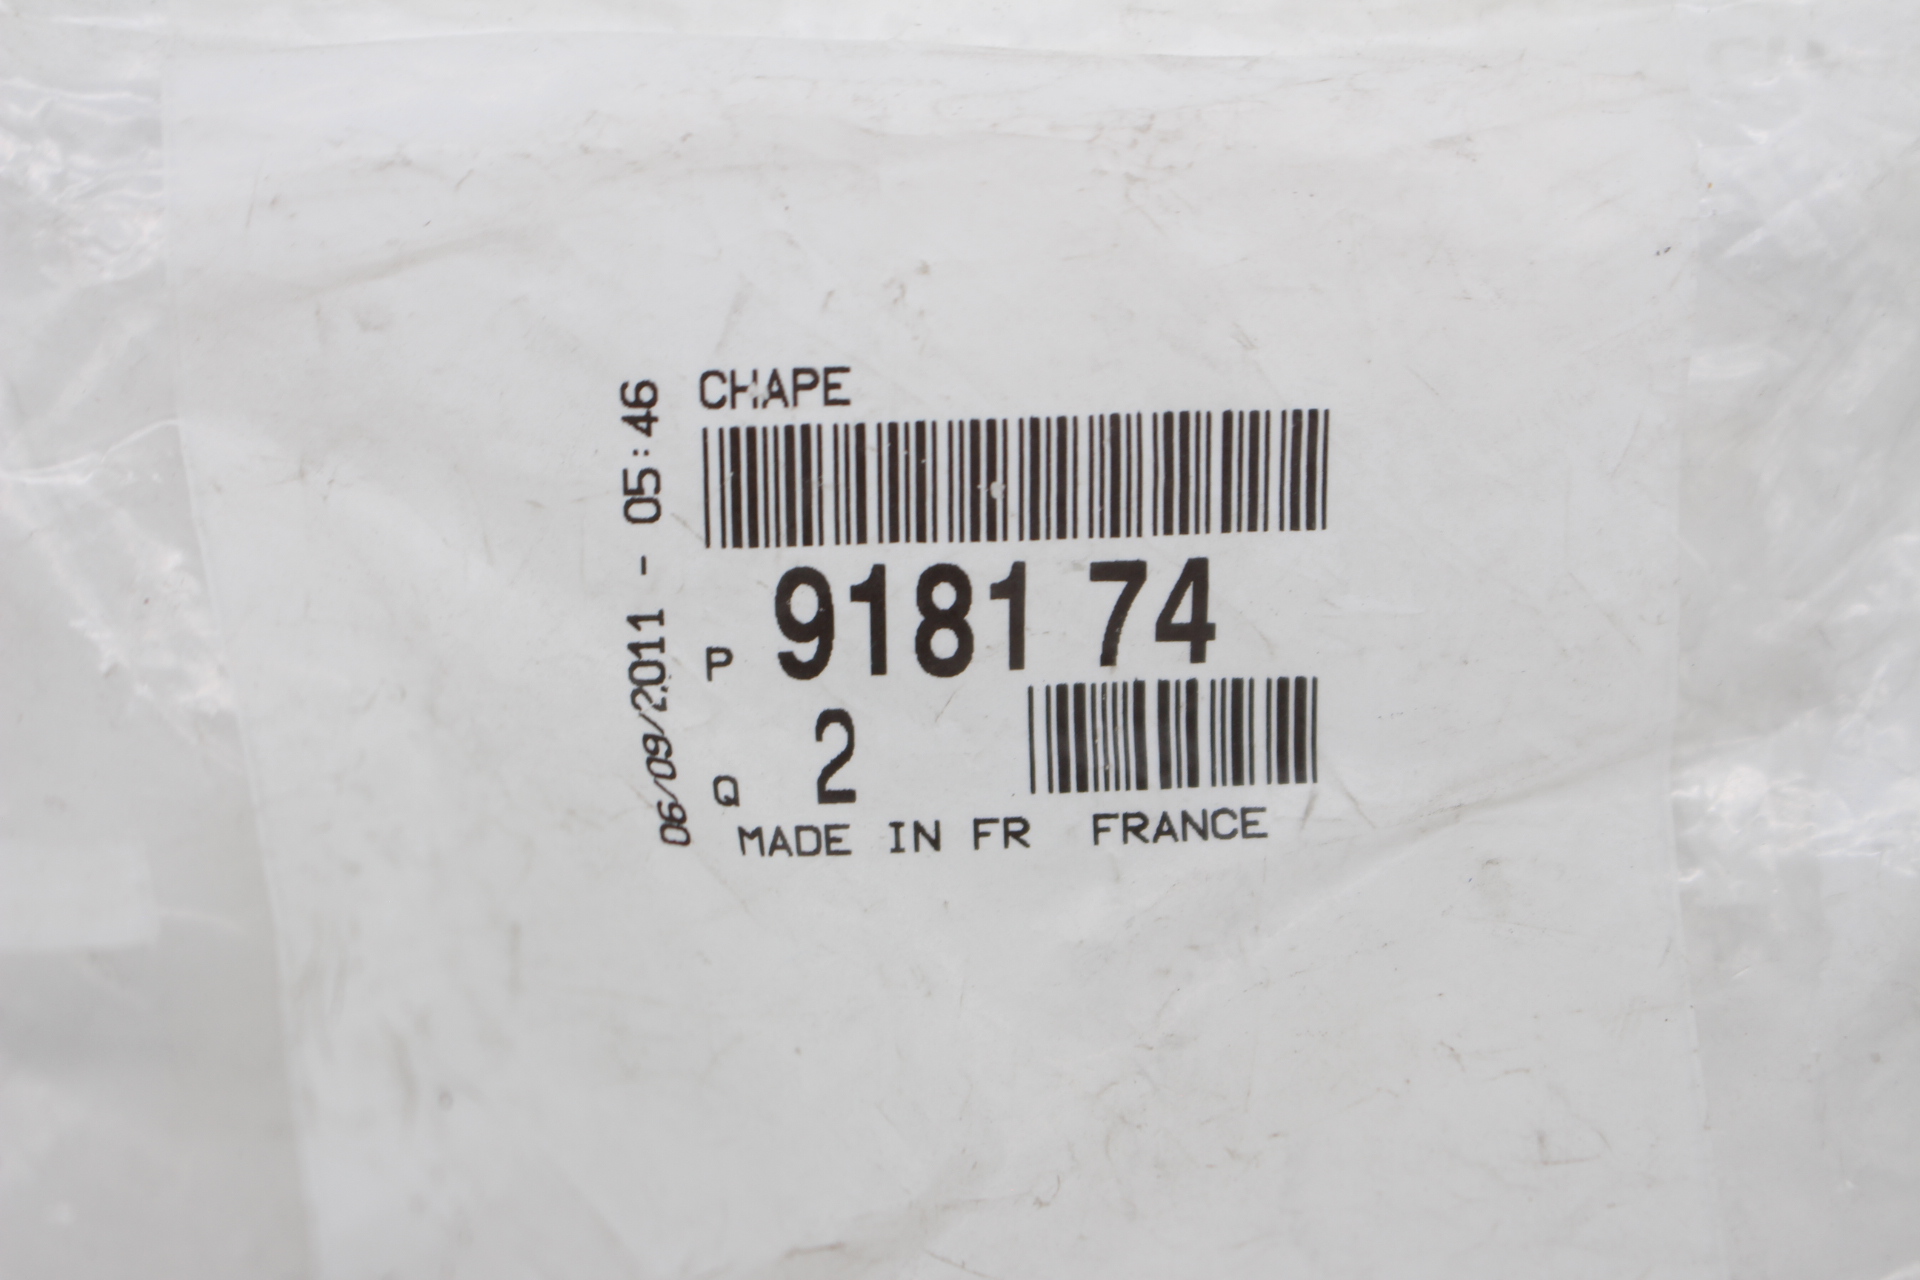 CHAPE
P 9181 74
Q 2
MADE IN FR FRANCE
06/09/2011 - 05:46